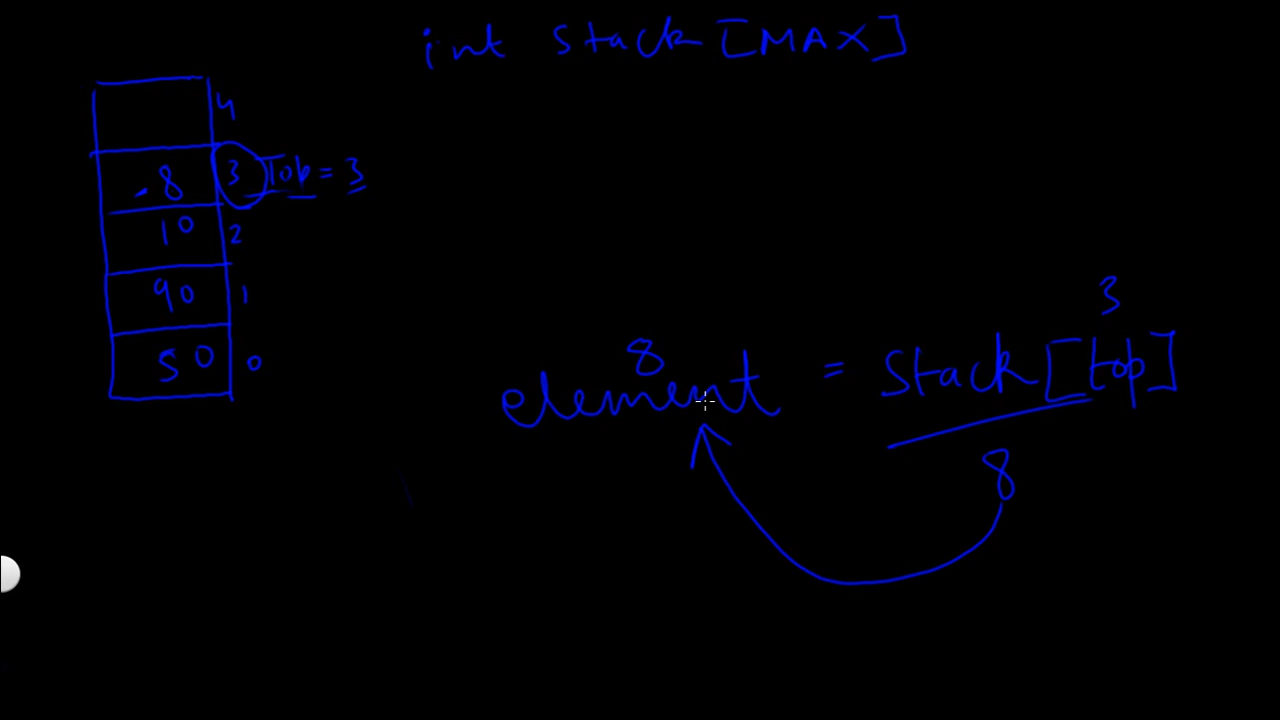 int stack [MAX]
4
-8 3 Top = 3
10 2
90 1
50 0
3
8
element = stack [top]
8